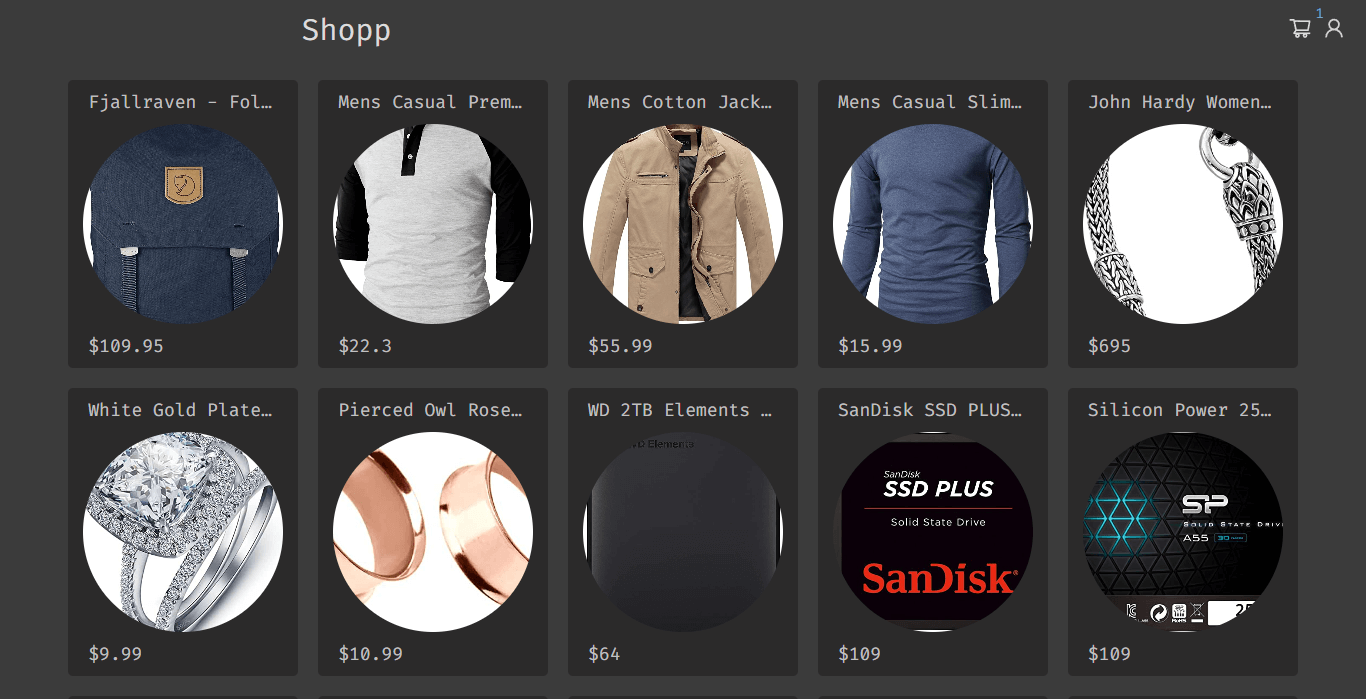 Shopp
1
Fjallraven - Fol…
Mens Casual Prem…
Mens Cotton Jack…
Mens Casual Slim…
John Hardy Women…
$109.95
$22.3
$55.99
$15.99
$695
White Gold Plate…
Pierced Owl Rose…
WD 2TB Elements …
SanDisk SSD PLUS…
Silicon Power 25…
Elements
SanDisk
SSD PLUS
Solid State Drive
SanDisk®
SP
SOLID STATE DRIV
A55
25
$9.99
$10.99
$64
$109
$109